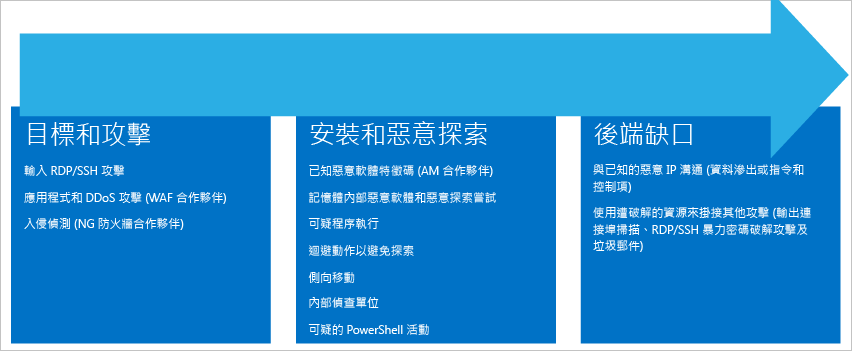 目標和攻擊
輸入 RDP/SSH 攻擊
應用程式和 DDoS 攻擊 (WAF 合作夥伴)
入侵偵測 (NG 防火牆合作夥伴)
安裝和惡意探索
已知惡意軟體特徵碼 (AM 合作夥伴)
記憶體內部惡意軟體和惡意探索嘗試
可疑程序執行
迴避動作以避免探索
側向移動
內部偵查單位
可疑的 PowerShell 活動
後端缺口
與已知的惡意 IP 溝通 (資料滲出或指令和
控制項)
使用遭破解的資源來掛接其他攻擊 (輸出連
接埠掃描、RDP/SSH 暴力密碼破解攻擊及
垃圾郵件)